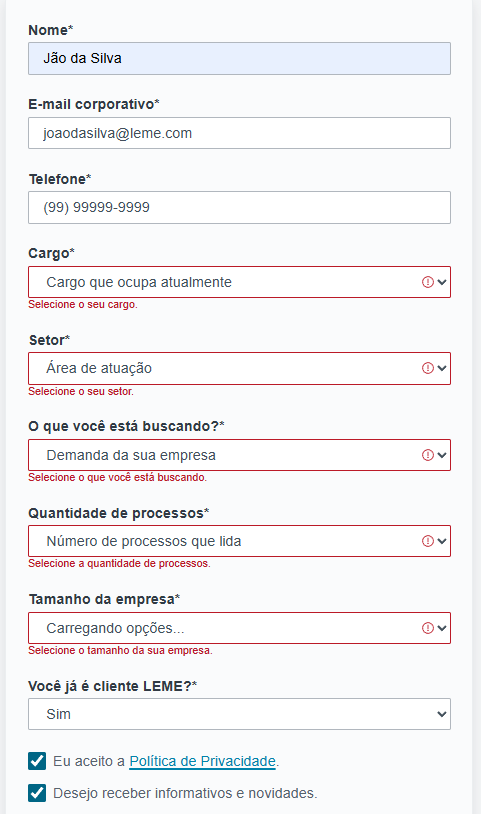 Nome*
Jão da Silva
E-mail corporativo*
joaodasilva@leme.com
Telefone*
(99) 99999-9999
Cargo*
Cargo que ocupa atualmente
Selecione o seu cargo.
Setor*
Área de atuação
Selecione o seu setor.
O que você está buscando?*
Demanda da sua empresa
Selecione o que você está buscando.
Quantidade de processos*
Número de processos que lida
Selecione a quantidade de processos.
Tamanho da empresa*
Carregando opções...
Selecione o tamanho da sua empresa.
Você já é cliente LEME?*
Sim
Eu aceito a Política de Privacidade.
Desejo receber informativos e novidades.